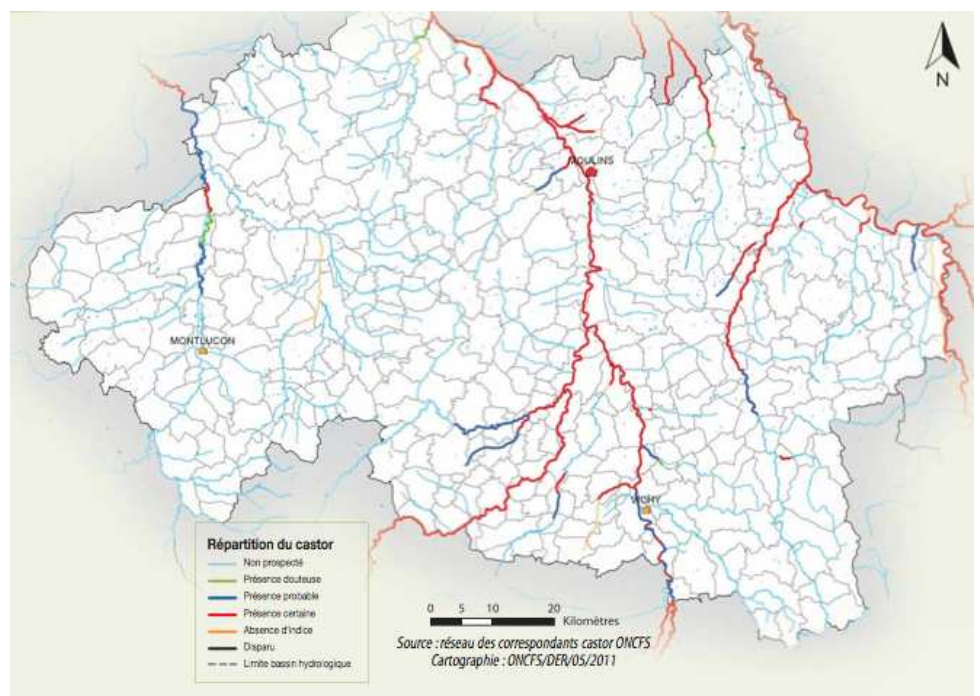 N
MOULINS
MONTLUCON
VICHY
Répartition du castor
Non prospecté
Présence douteuse
Présence probable
Présence certaine
Absence d'indice
Disparu
Limite bassin hydrologique
0 5 10 20
Kilomètres
Source : réseau des correspondants castor ONCFS
Cartographie : ONCFS/DER/05/2011